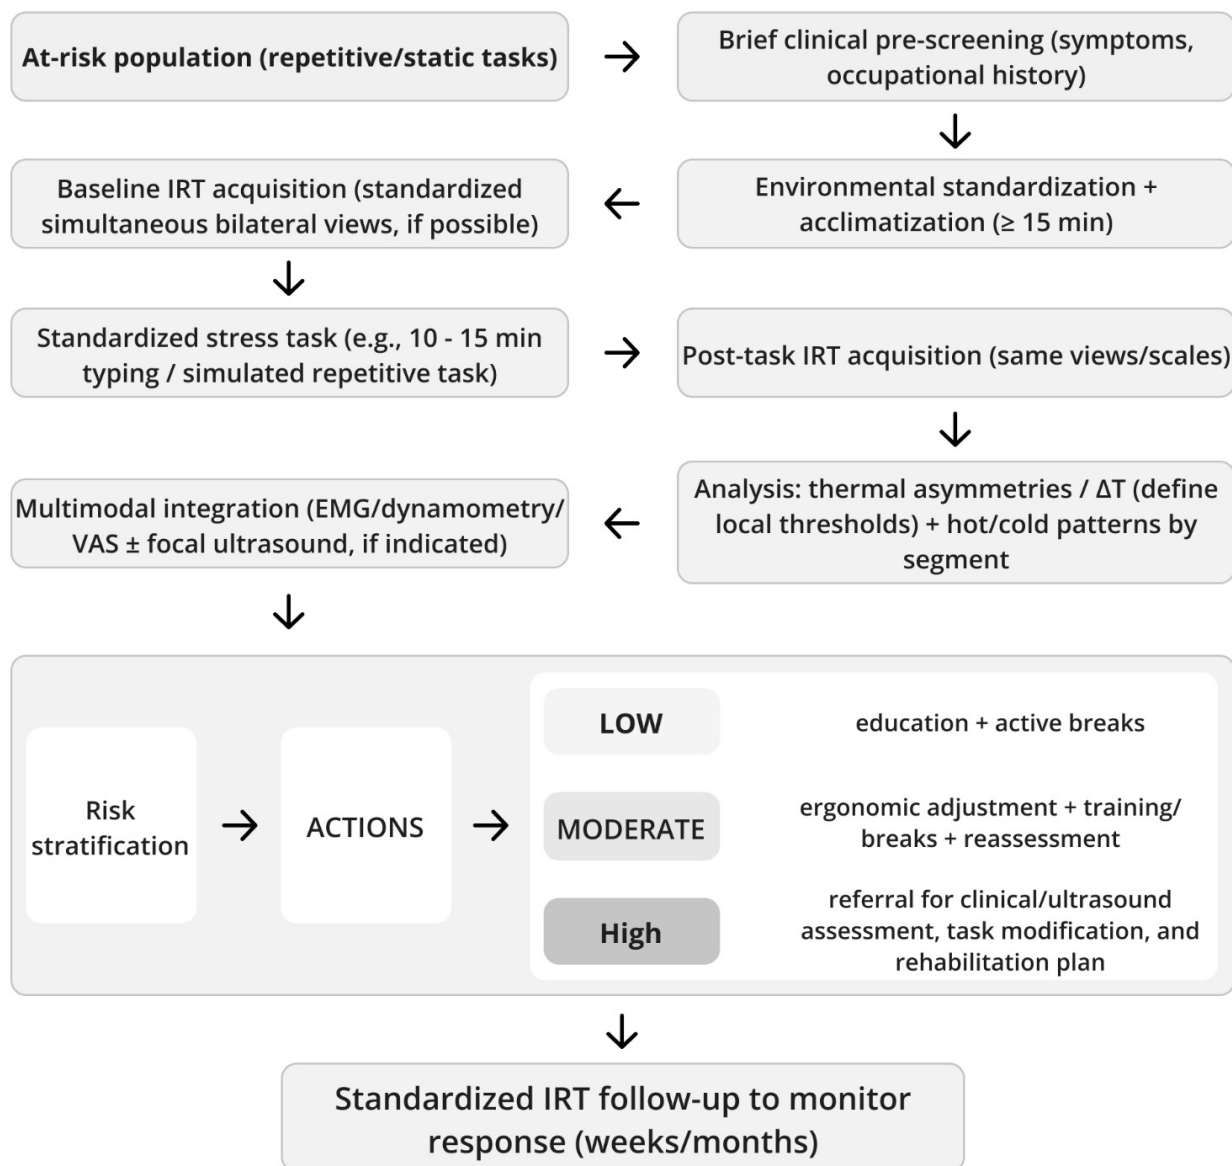 At-risk population (repetitive/static tasks)
Brief clinical pre-screening (symptoms,
occupational history)
Environmental standardization +
acclimatization (≥ 15 min)
Baseline IRT acquisition (standardized
simultaneous bilateral views, if possible)
Standardized stress task (e.g., 10 - 15 min
typing / simulated repetitive task)
Post-task IRT acquisition (same views/scales)
Analysis: thermal asymmetries / ΔT (define
local thresholds) + hot/cold patterns by
segment
Multimodal integration (EMG/dynamometry/
VAS ± focal ultrasound, if indicated)
Risk
stratification
ACTIONS
LOW
education + active breaks
MODERATE
ergonomic adjustment + training/
breaks + reassessment
High
referral for clinical/ultrasound
assessment, task modification, and
rehabilitation plan
Standardized IRT follow-up to monitor
response (weeks/months)